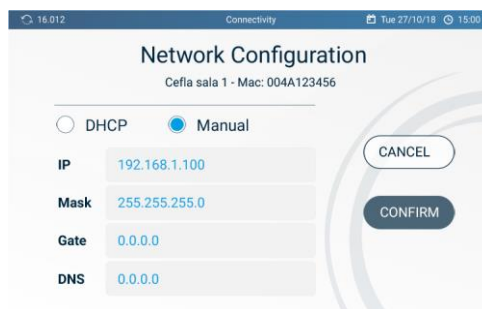 16.012 Connectivity Tue 27/10/18 15:00
Network Configuration
Cefla sala 1 - Mac: 004A123456
DHCP Manual
IP 192.168.1.100
Mask 255.255.255.0
Gate 0.0.0.0
DNS 0.0.0.0
CANCEL
CONFIRM